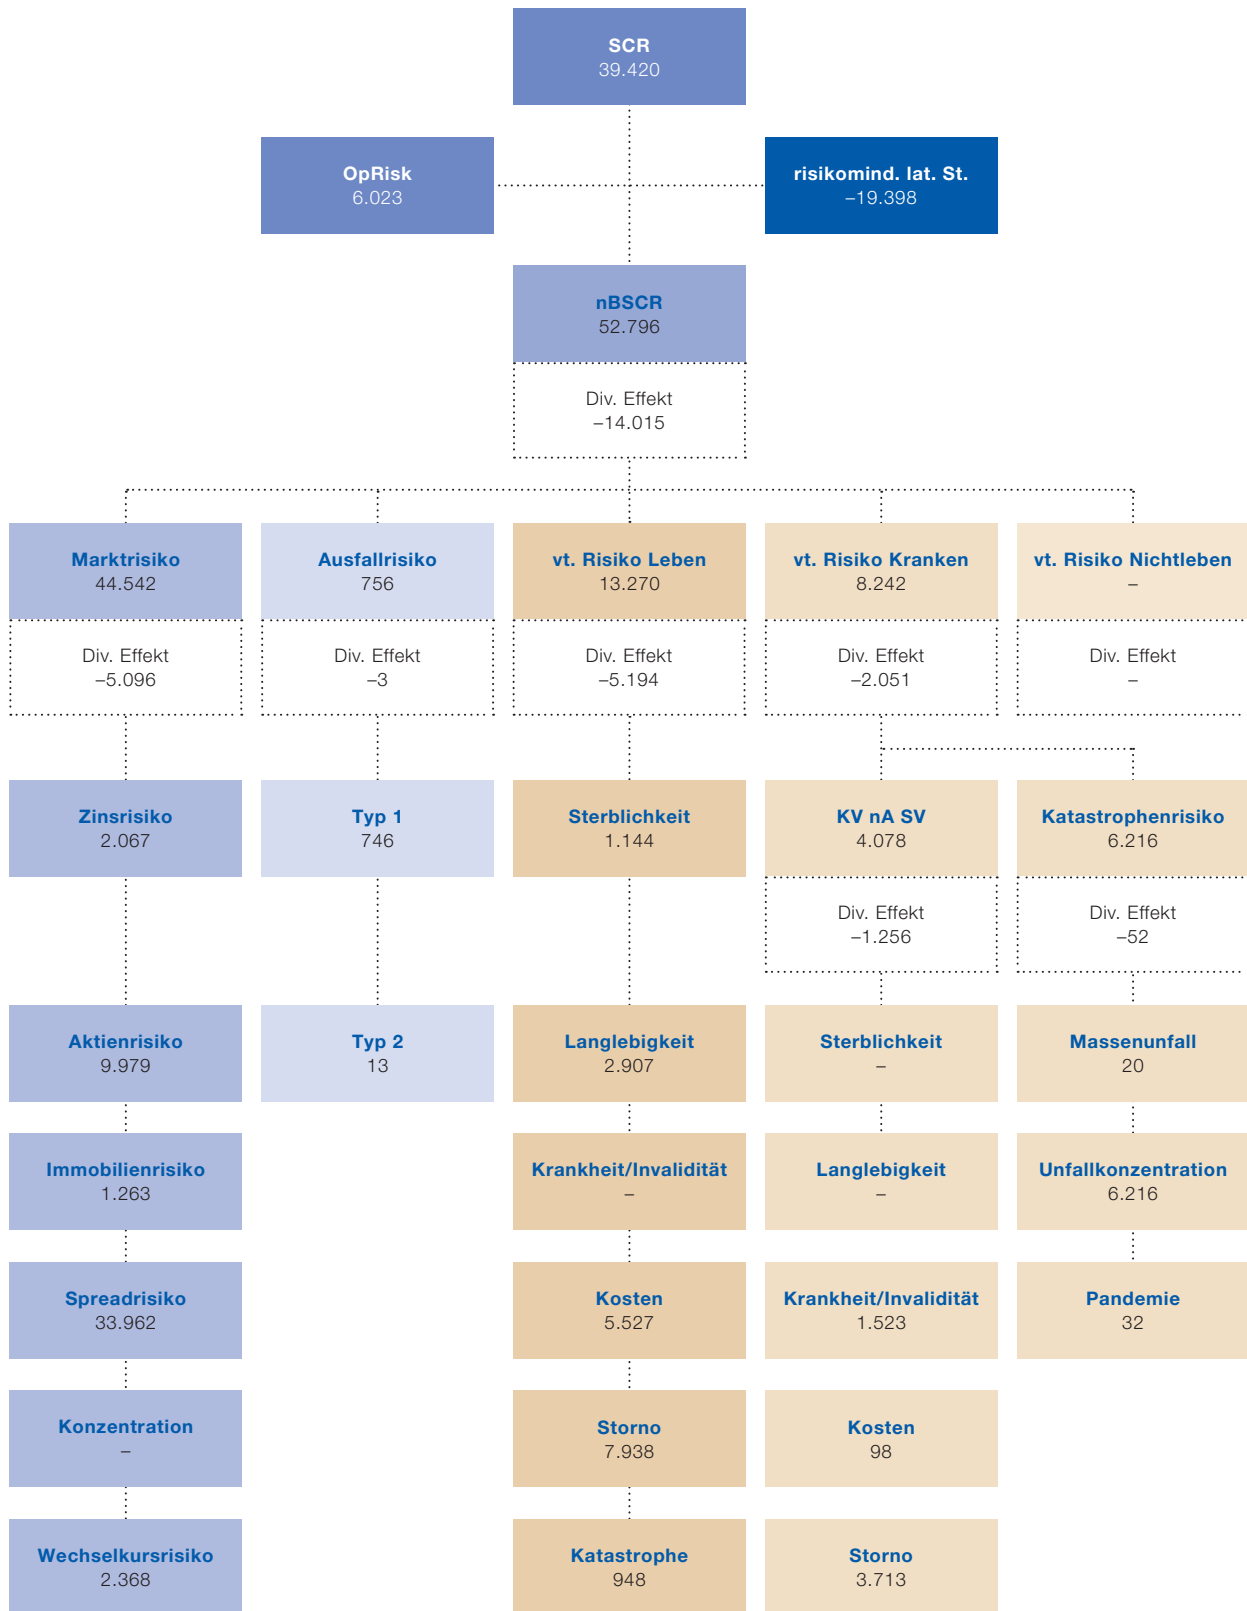 SCR
39.420
OpRisk
6.023
risikomind. lat. St.
–19.398
nBSCR
52.796
Div. Effekt
–14.015
Marktrisiko
44.542
Ausfallrisiko
756
vt. Risiko Leben
13.270
vt. Risiko Kranken
8.242
vt. Risiko Nichtleben
–
Div. Effekt
–5.096
Div. Effekt
–3
Div. Effekt
–5.194
Div. Effekt
–2.051
Div. Effekt
–
Zinsrisiko
2.067
Typ 1
746
Sterblichkeit
1.144
KV nA SV
4.078
Katastrophenrisiko
6.216
Div. Effekt
–1.256
Div. Effekt
–52
Aktienrisiko
9.979
Typ 2
13
Langlebigkeit
2.907
Sterblichkeit
–
Massenunfall
20
Immobilienrisiko
1.263
Krankheit/Invalidität
–
Langlebigkeit
–
Unfallkonzentration
6.216
Spreadrisiko
33.962
Kosten
5.527
Krankheit/Invalidität
1.523
Pandemie
32
Konzentration
–
Storno
7.938
Kosten
98
Wechselkursrisiko
2.368
Katastrophe
948
Storno
3.713